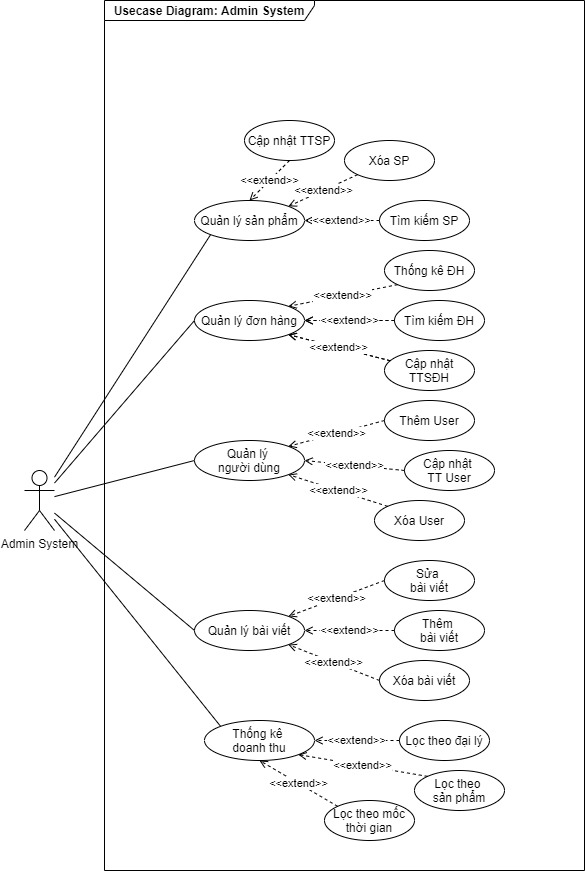 Usecase Diagram: Admin System
Cập nhật TTSP
Xóa SP
<<extend>>
<<extend>>
Quản lý sản phẩm
<<extend>>
Tìm kiếm SP
Thống kê ĐH
<<extend>>
Quản lý đơn hàng
<<extend>>
Tìm kiếm ĐH
<<extend>>
Cập nhật
TTSĐH
Thêm User
<<extend>>
Quản lý
người dùng
<<extend>>
Cập nhật
TT User
<<extend>>
Xóa User
Admin System
Sửa
bài viết
<<extend>>
Quản lý bài viết
<<extend>>
Thêm
bài viết
<<extend>>
Xóa bài viết
Thống kê
doanh thu
<<extend>>
Lọc theo đại lý
<<extend>>
Lọc theo
sản phẩm
<<extend>>
Lọc theo mốc
thời gian